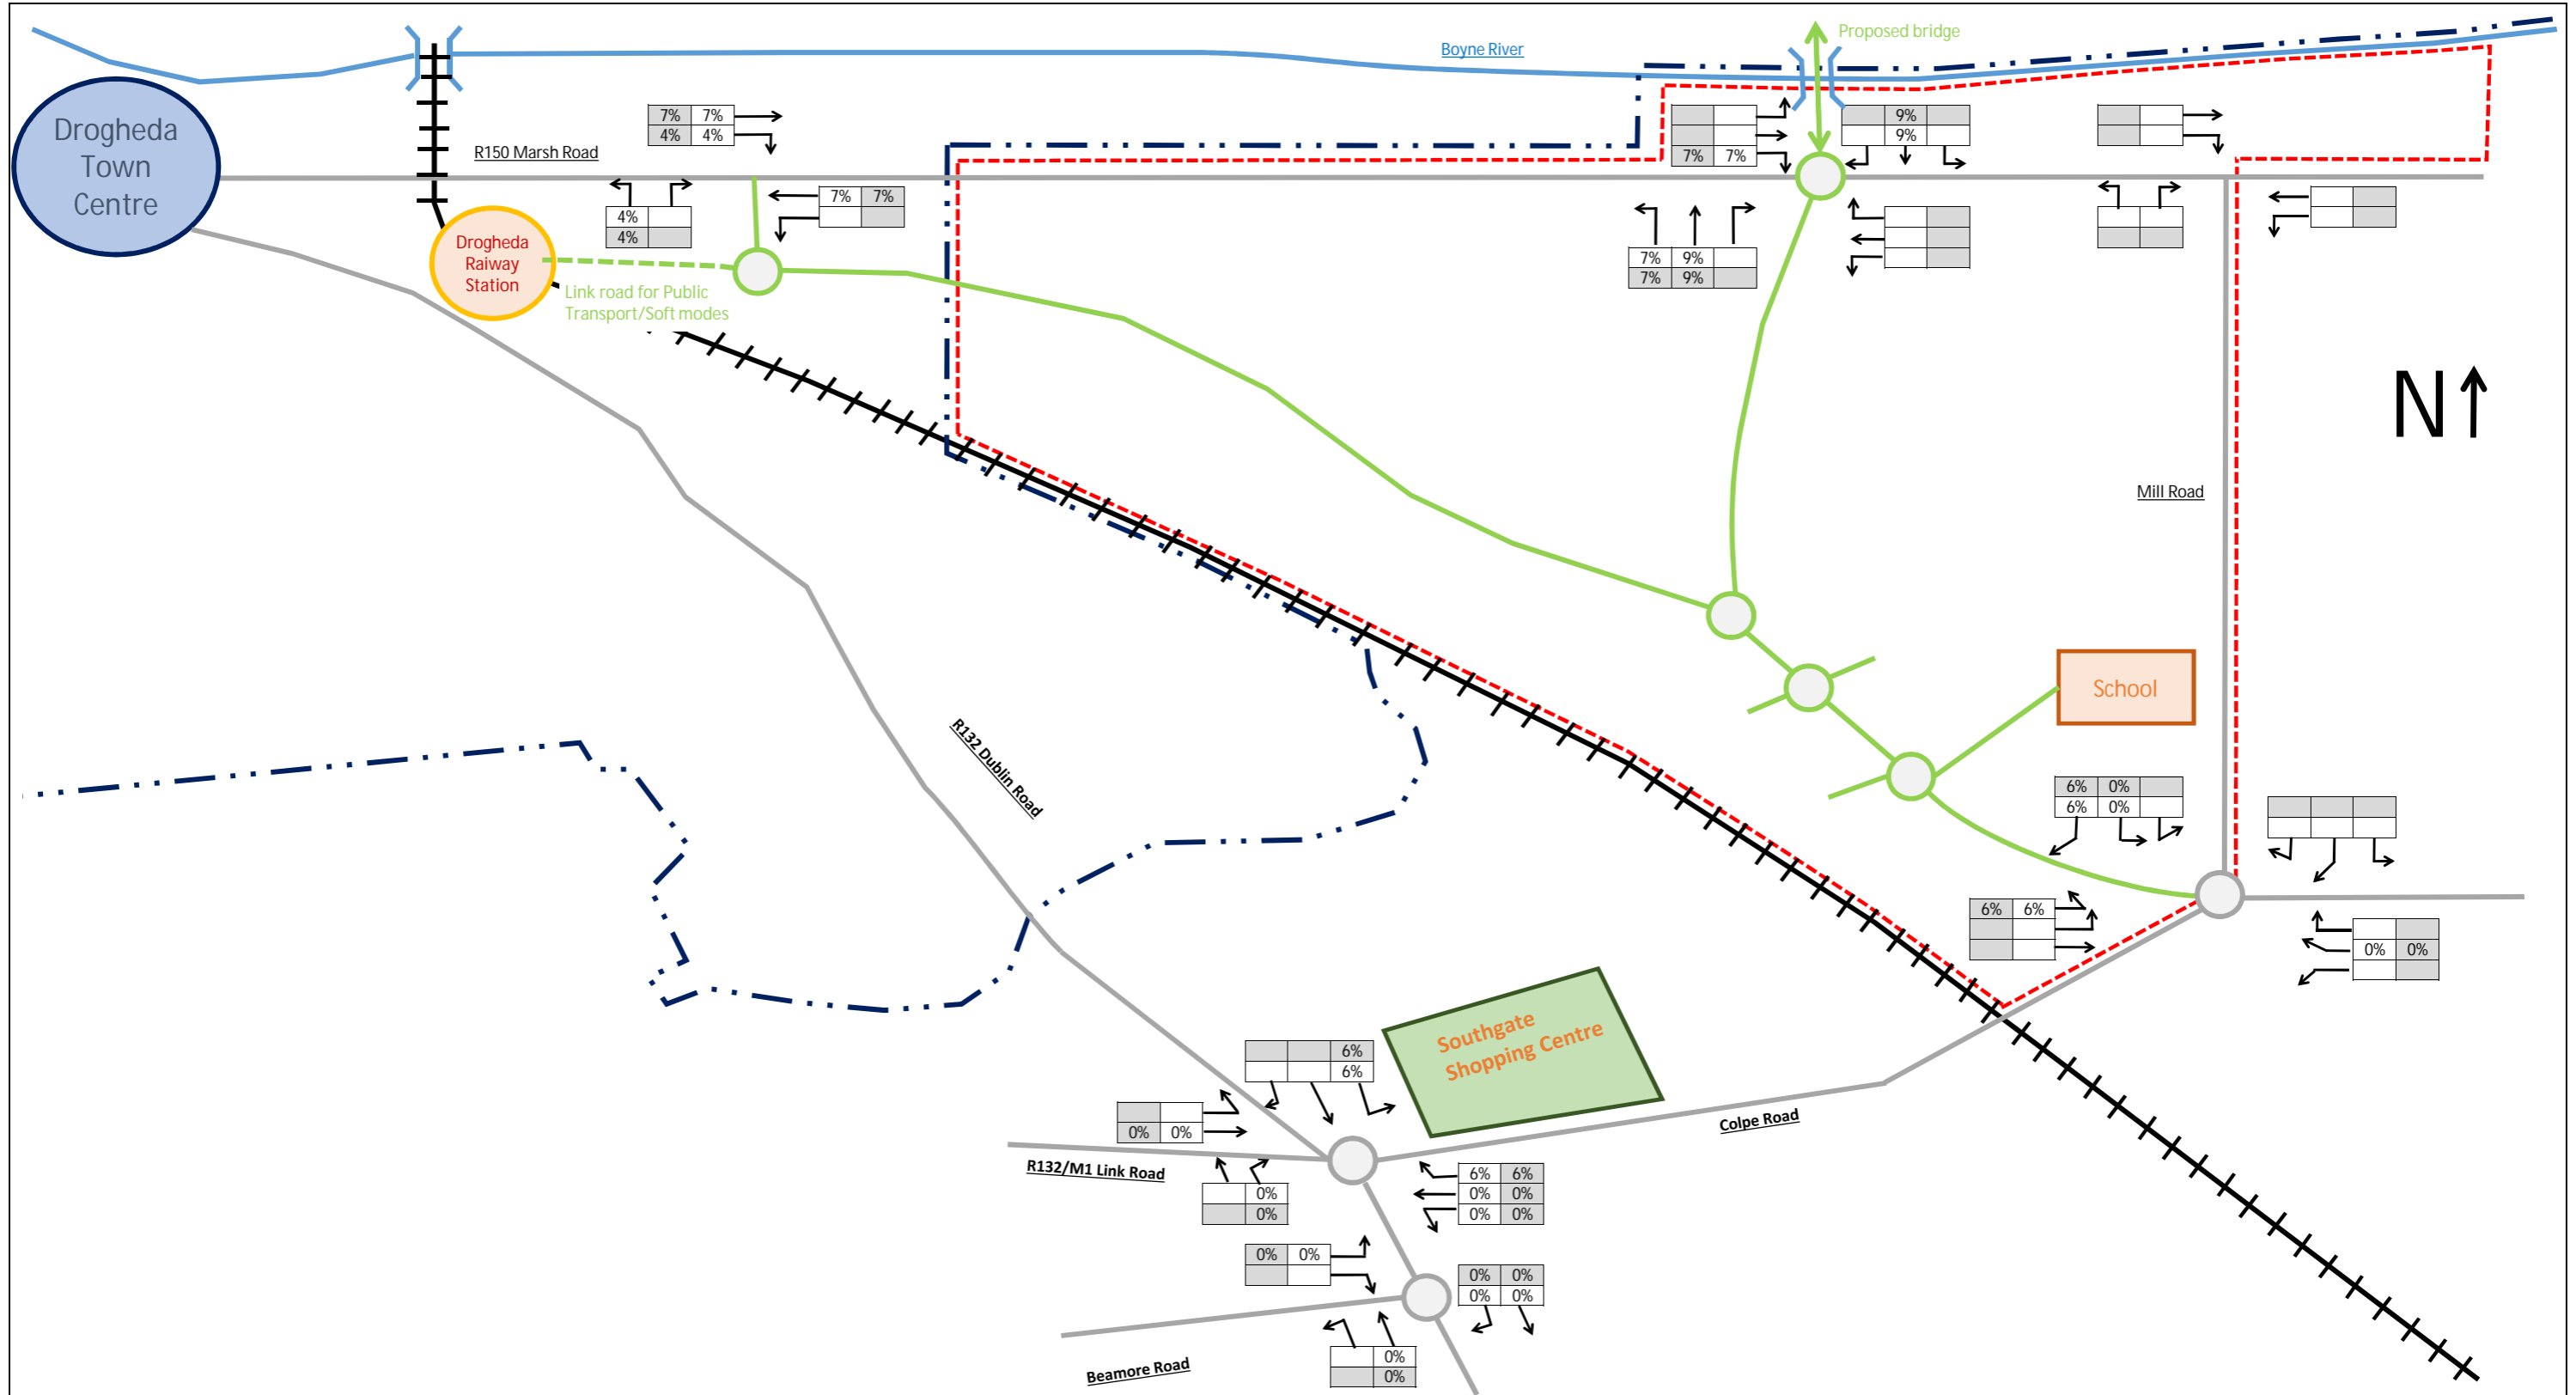 Proposed bridge
Boyne River
Drogheda
Town
Centre
7% 7%
4% 4%
R150 Marsh Road
9%
9%
7% 7%
7% 7%
4%
4%
7% 9%
7% 9%
Drogheda
Raiway
Station
Link road for Public
Transport/Soft modes
N
Mill Road
School
R132 Dublin Road
6% 0%
6% 0%
6% 6%
0% 0%
Southgate
Shopping Centre
6%
6%
0% 0%
Colpe Road
R132/M1 Link Road
0%
0%
6% 6%
0% 0%
0% 0%
0% 0%
0% 0%
0% 0%
0%
0%
Beamore Road